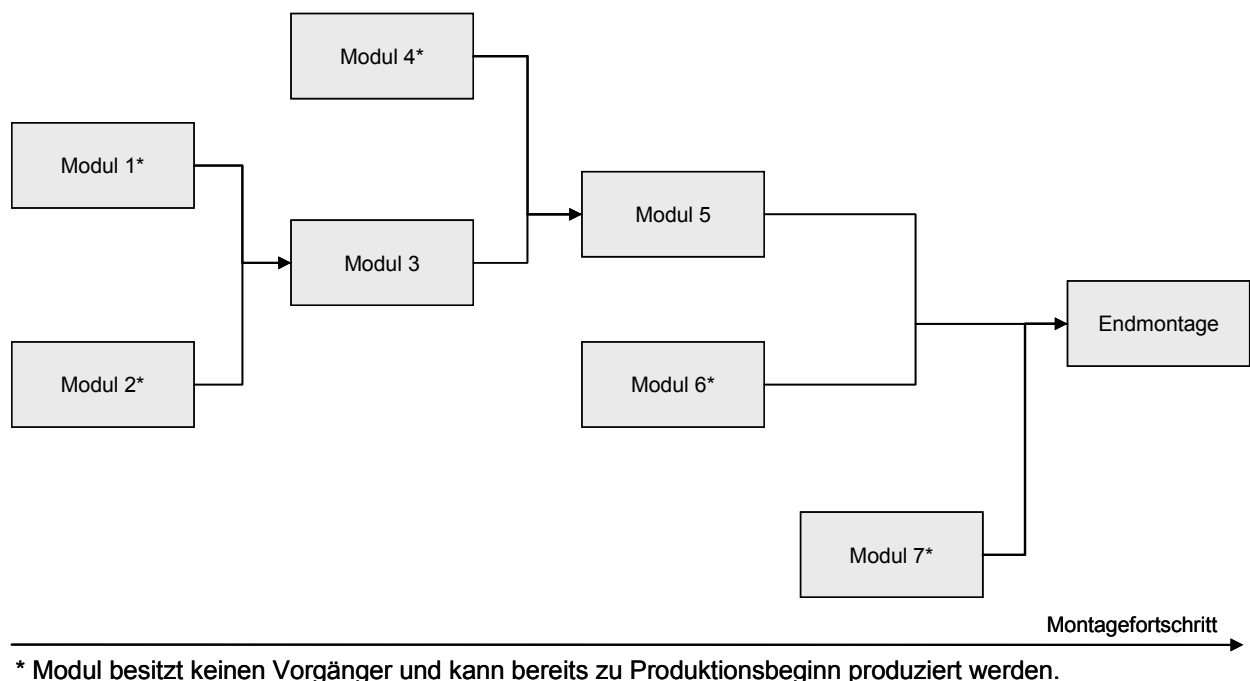 Modul 4*
Modul 1*
Modul 5
Modul 3
Endmontage
Modul 2*
Modul 6*
Modul 7*
Montagefortschritt
* Modul besitzt keinen Vorgänger und kann bereits zu Produktionsbeginn produziert werden.